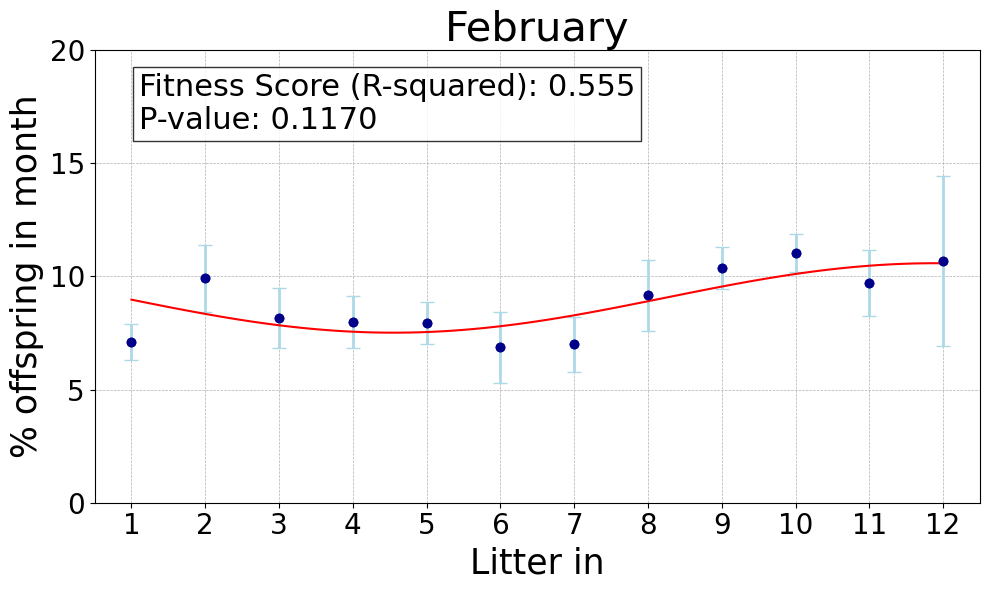 February
Fitness Score (R-squared): 0.555
P-value: 0.1170
% offspring in month
20
15
10
5
0
1 2 3 4 5 6 7 8 9 10 11 12
Litter in